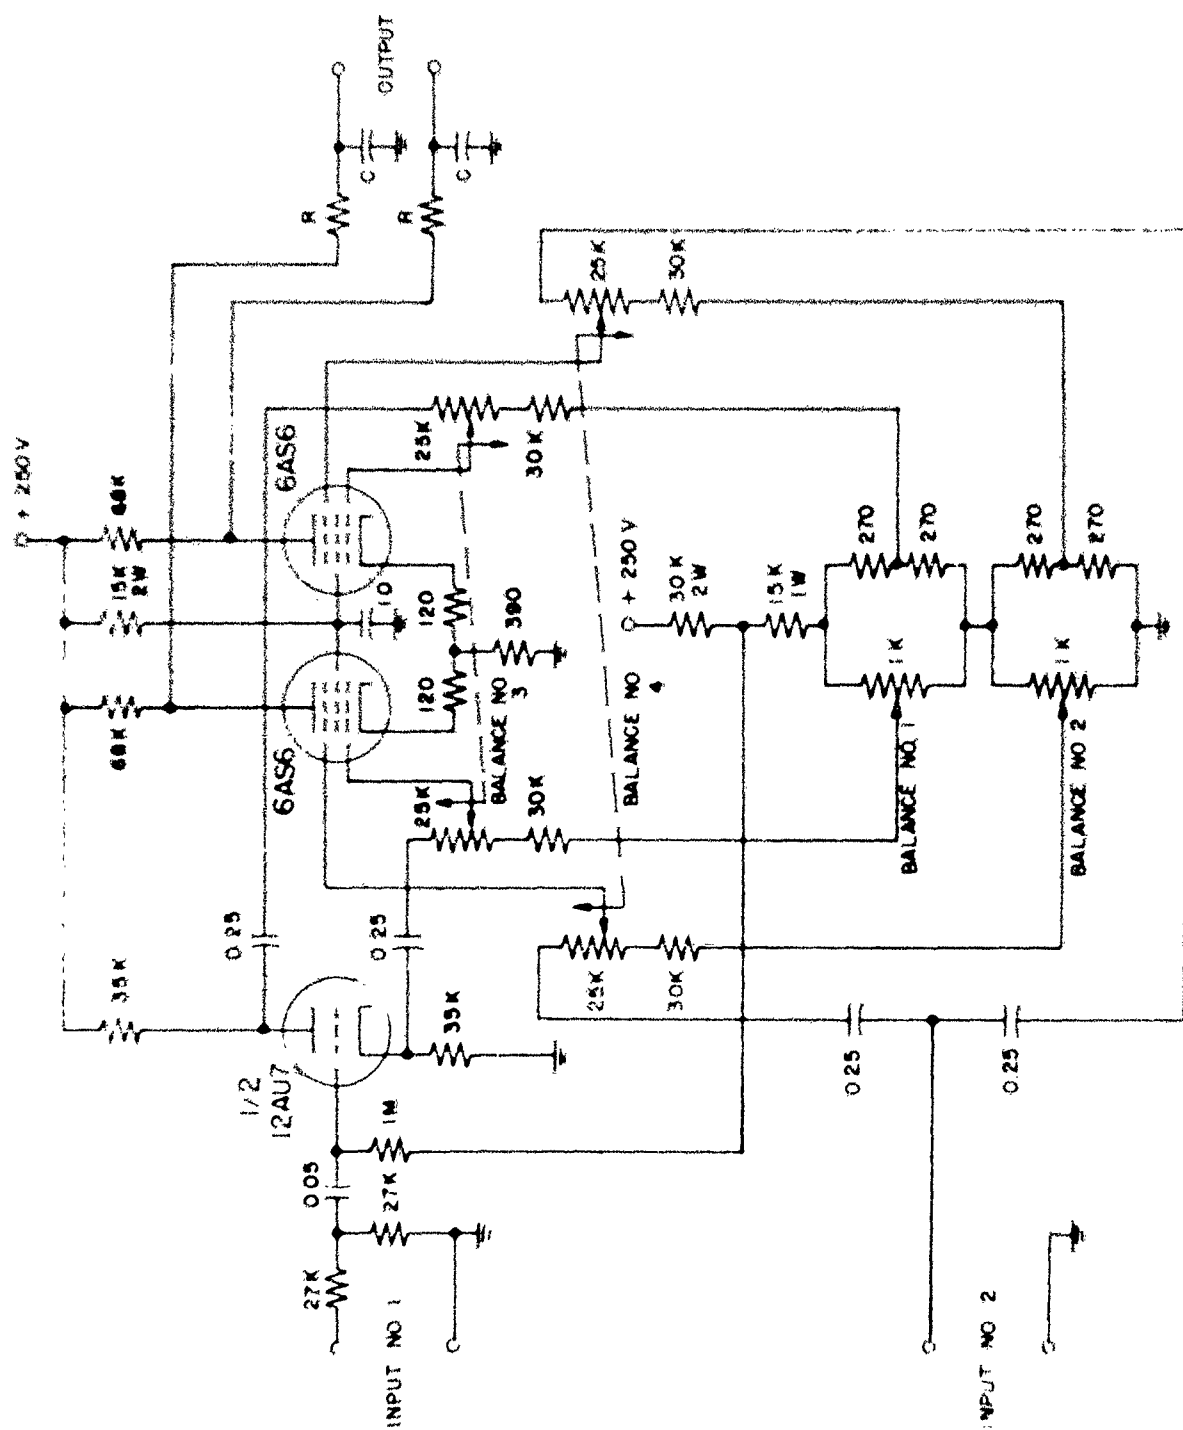 + 250V
35K
68K
15K
2W
68K
R
C
R
C
OUTPUT
1/2
12AU7
0.25
0.25
35K
6AS6
6AS6
10
120
120
390
25K
30K
BALANCE NO
3
25K
30K
25K
30K
25K
30K
BALANCE NO
4
+ 250V
30K
2W
15K
1W
1K
270
270
BALANCE NO. 1
1K
270
270
BALANCE NO 2
INPUT NO 1
27K
27K
.005
1M
INPUT NO 2
0.25
0.25